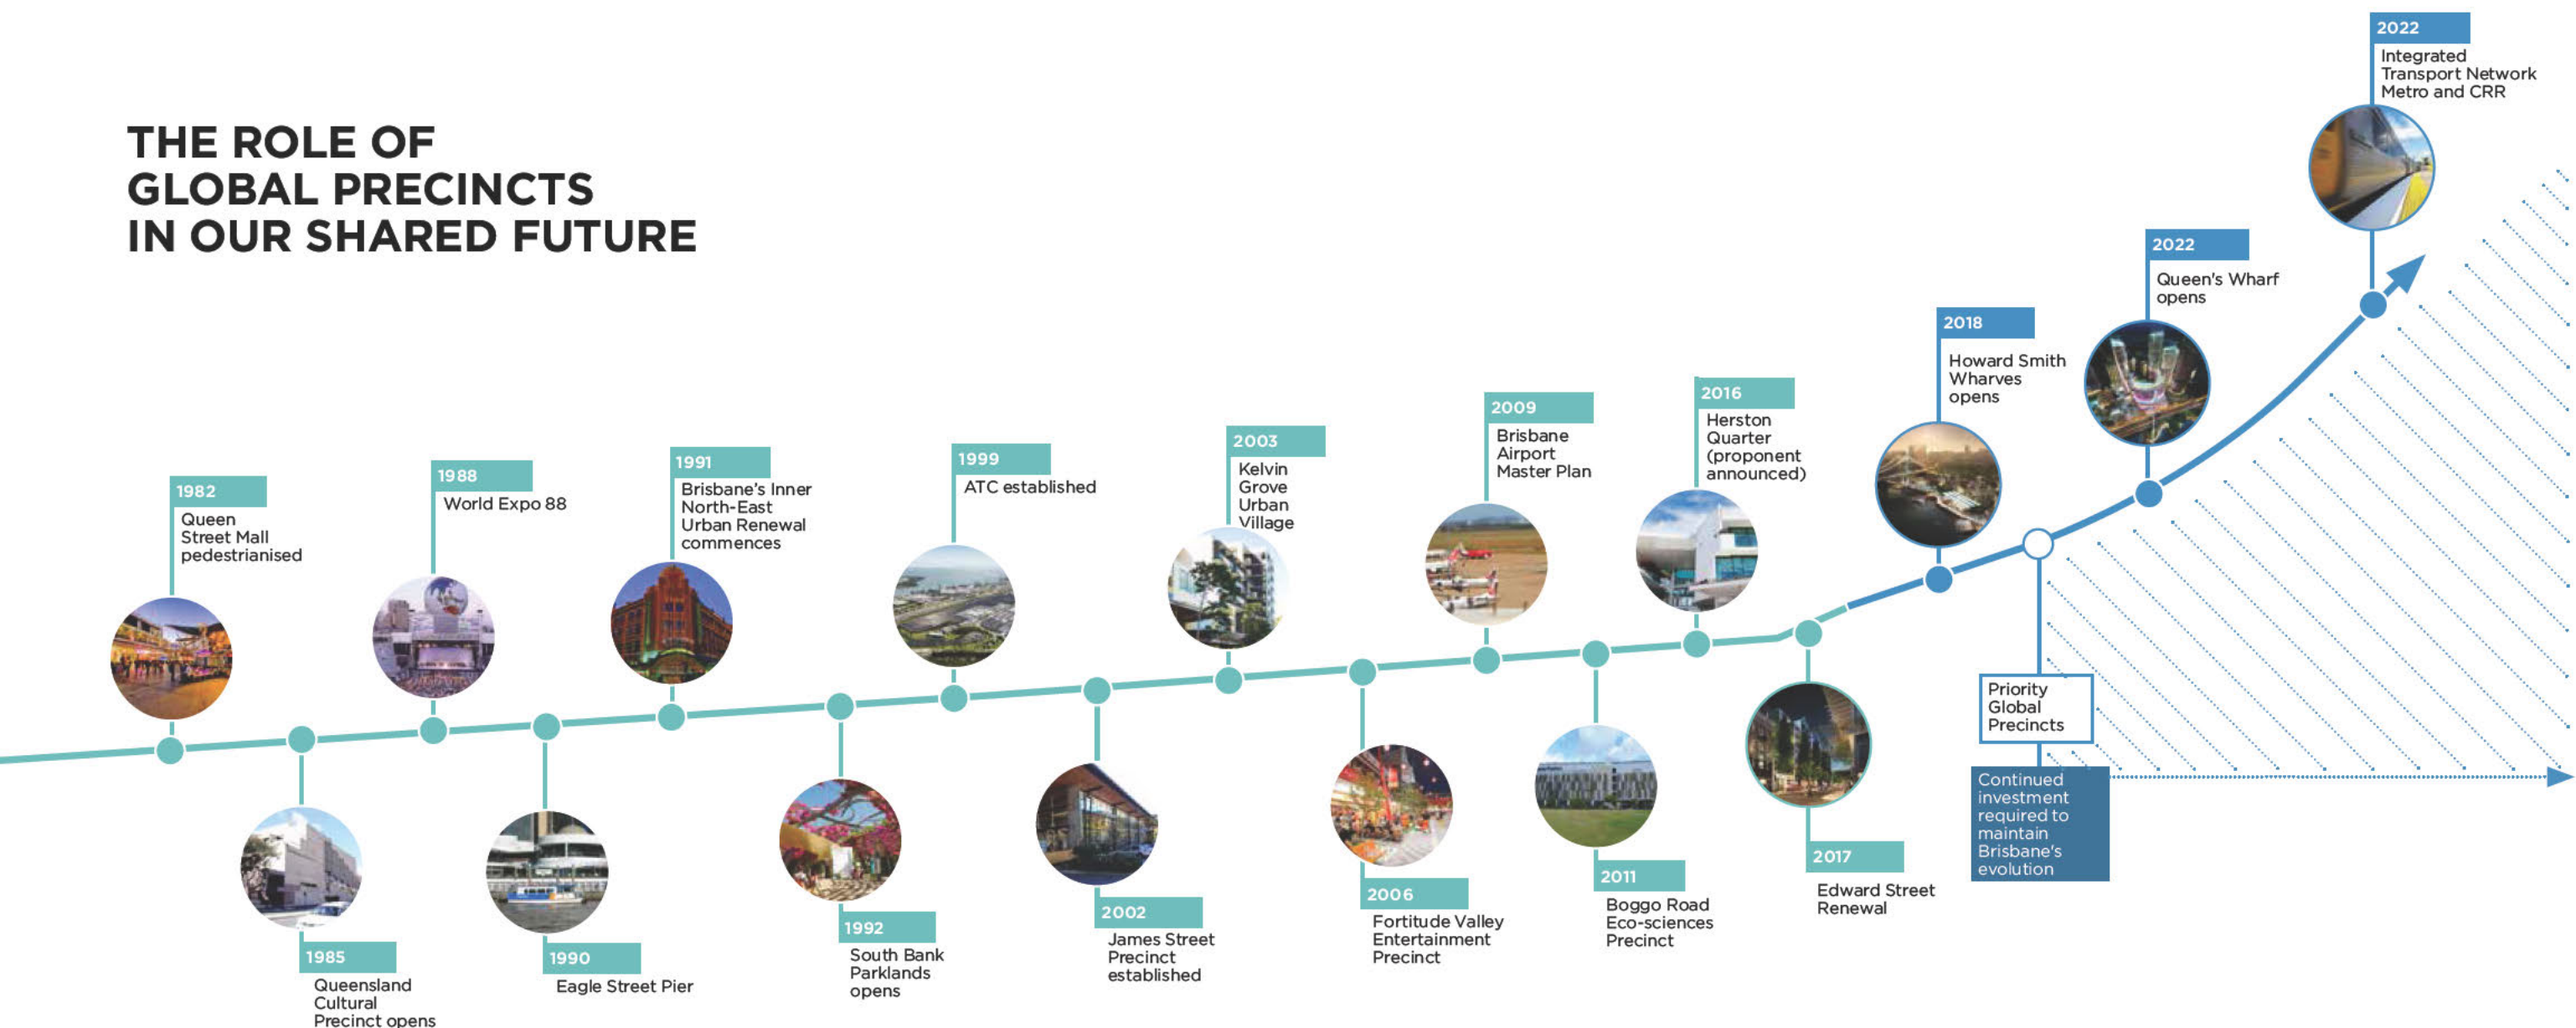 THE ROLE OF
GLOBAL PRECINCTS
IN OUR SHARED FUTURE
1982
Queen
Street Mall
pedestrianised
1985
Queensland
Cultural
Precinct opens
1988
World Expo 88
1990
Eagle Street Pier
1991
Brisbane's Inner
North-East
Urban Renewal
commences
1992
South Bank
Parklands
opens
1999
ATC established
2002
James Street
Precinct
established
2003
Kelvin
Grove
Urban
Village
2006
Fortitude Valley
Entertainment
Precinct
2009
Brisbane
Airport
Master Plan
2011
Boggo Road
Eco-sciences
Precinct
2016
Herston
Quarter
(proponent
announced)
2017
Edward Street
Renewal
2018
Howard Smith
Wharves
opens
Priority
Global
Precincts
Continued
investment
required to
maintain
Brisbane's
evolution
2022
Queen's Wharf
opens
2022
Integrated
Transport Network
Metro and CRR